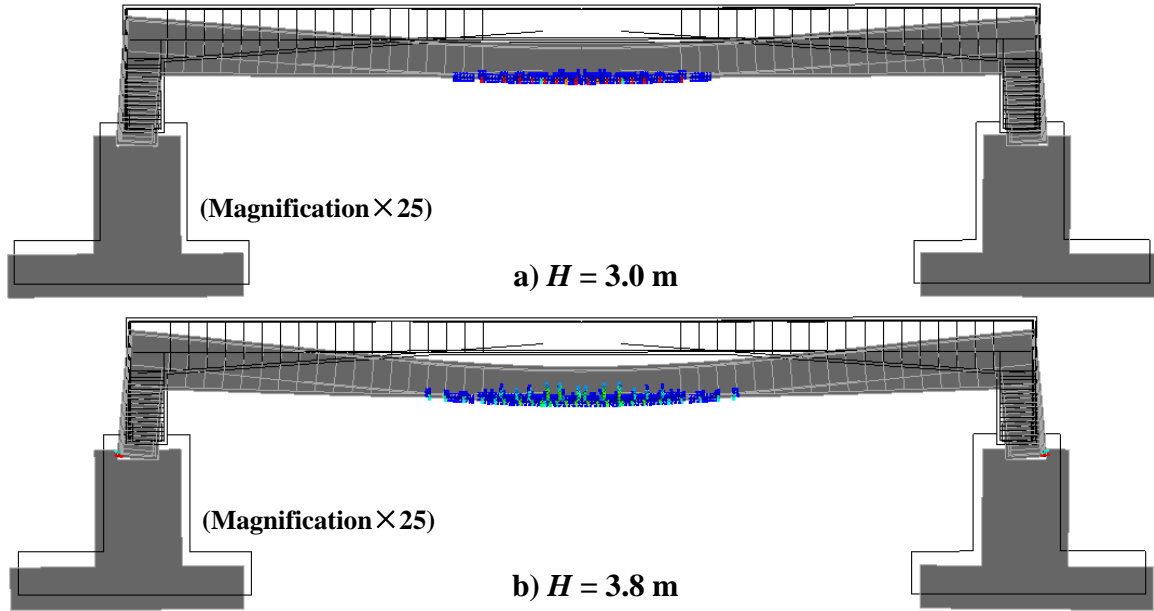 (Magnification×25)
a) H = 3.0 m
(Magnification×25)
b) H = 3.8 m